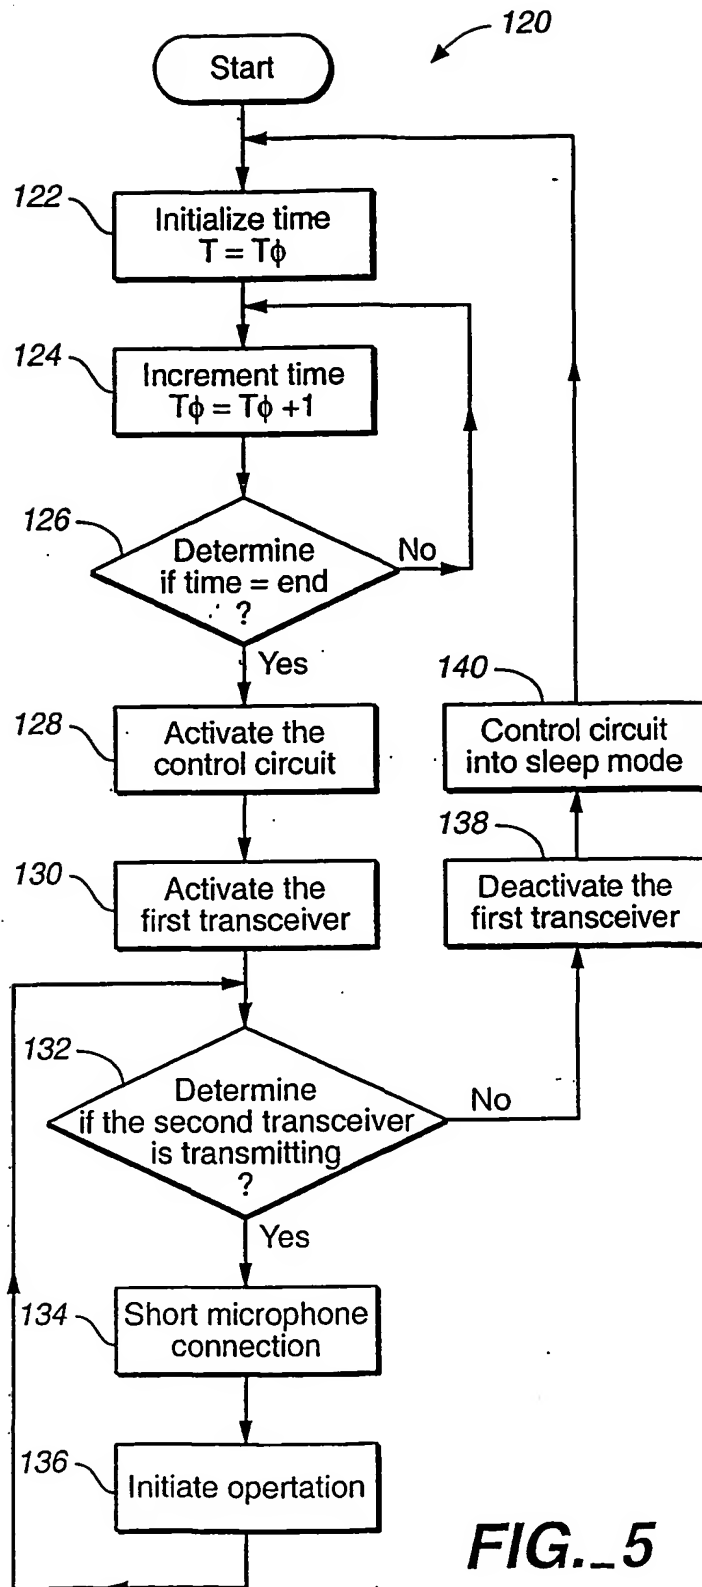 120
Start
122
Initialize time
T = Tϕ
124
Increment time
Tϕ = Tϕ +1
126
Determine
if time = end
?
No
Yes
128
Activate the
control circuit
130
Activate the
first transceiver
140
Control circuit
into sleep mode
138
Deactivate the
first transceiver
132
Determine
if the second transceiver
is transmitting
?
No
Yes
134
Short microphone
connection
136
Initiate opertation
FIG._5